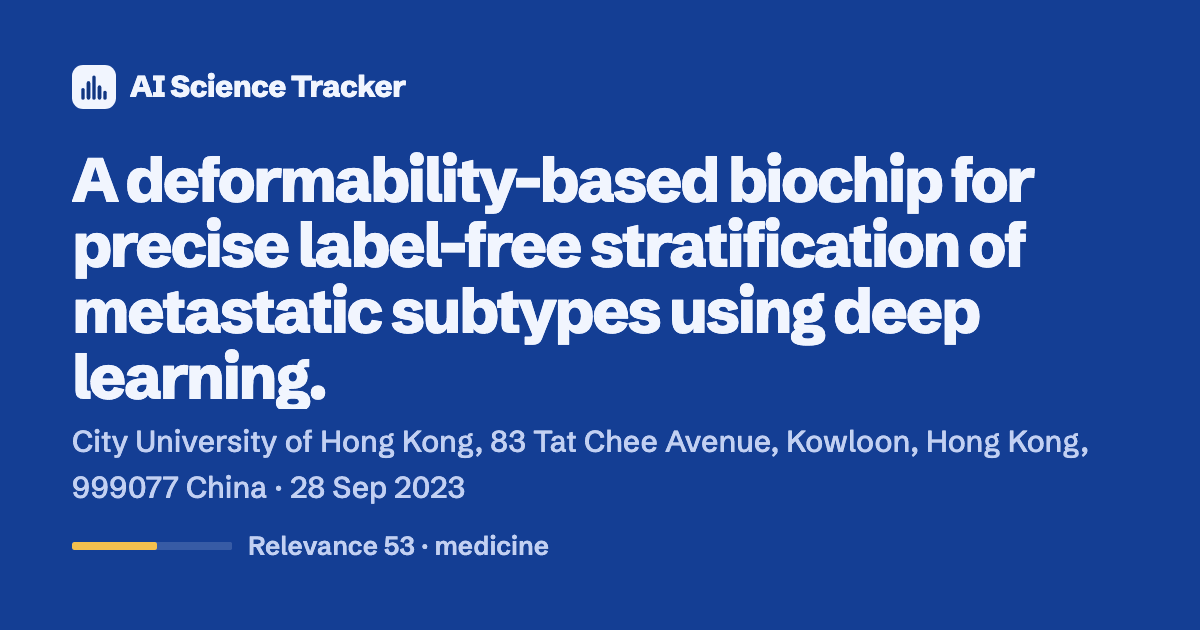 AI Science Tracker
A deformability-based biochip for
precise label-free stratification of
metastatic subtypes using deep
learning.
City University of Hong Kong, 83 Tat Chee Avenue, Kowloon, Hong Kong,
999077 China · 28 Sep 2023
Relevance 53 · medicine